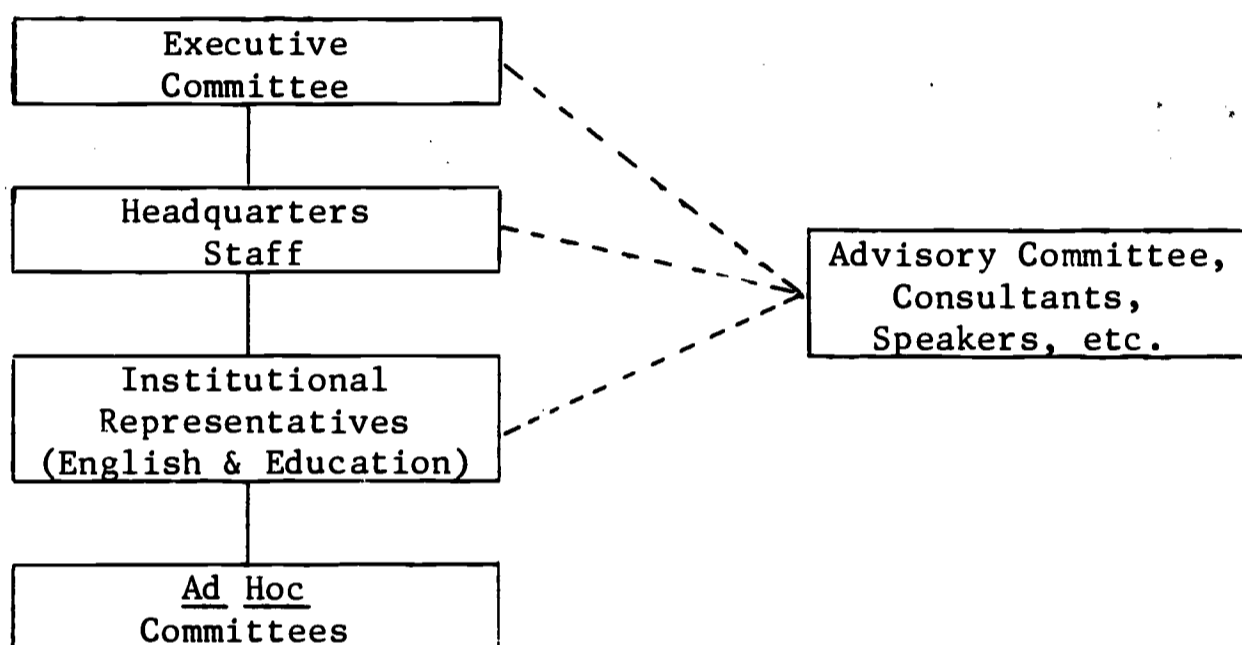 Executive
Committee
Headquarters
Staff
Advisory Committee,
Consultants,
Speakers, etc.
Institutional
Representatives
(English & Education)
Ad Hoc
Committees